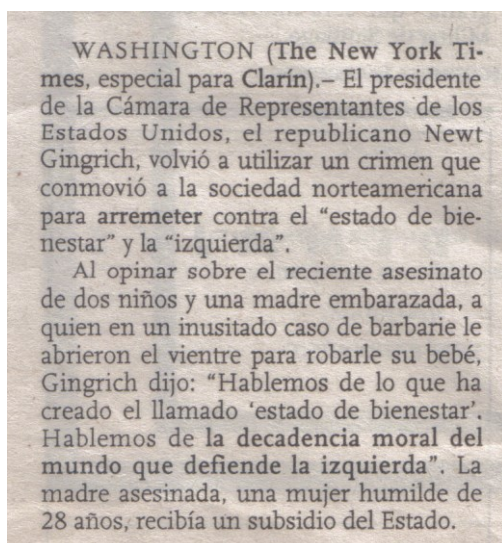 WASHINGTON (The New York Ti-
mes, especial para Clarín).– El presidente
de la Cámara de Representantes de los
Estados Unidos, el republicano Newt
Gingrich, volvió a utilizar un crimen que
conmovió a la sociedad norteamericana
para arremeter contra el “estado de bie-
nestar” y la “izquierda”.
Al opinar sobre el reciente asesinato
de dos niños y una madre embarazada, a
quien en un inusitado caso de barbarie le
abrieron el vientre para robarle su bebé,
Gingrich dijo: “Hablemos de lo que ha
creado el llamado ‘estado de bienestar’.
Hablemos de la decadencia moral del
mundo que defiende la izquierda”. La
madre asesinada, una mujer humilde de
28 años, recibía un subsidio del Estado.